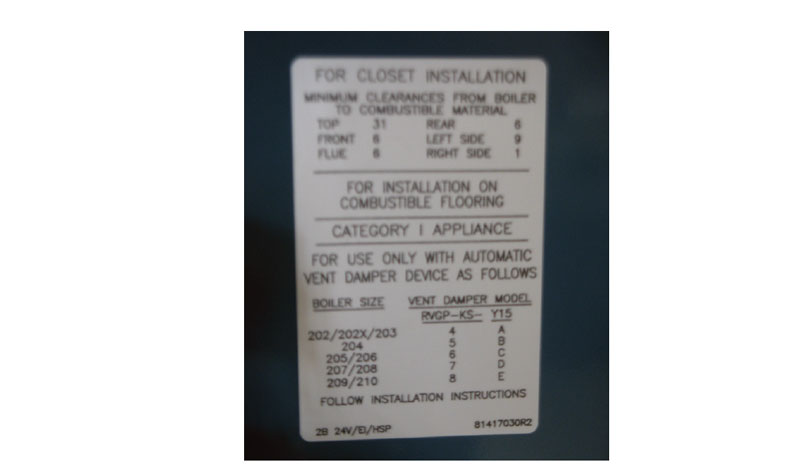 FOR CLOSET INSTALLATION
MINIMUM CLEARANCES FROM BOILER
TO COMBUSTIBLE MATERIAL
TOP 31 REAR 6
FRONT 6 LEFT SIDE 9
FLUE 6 RIGHT SIDE 1
FOR INSTALLATION ON
COMBUSTIBLE FLOORING
CATEGORY I APPLIANCE
FOR USE ONLY WITH AUTOMATIC
VENT DAMPER DEVICE AS FOLLOWS
BOILER SIZE VENT DAMPER MODEL
RVGP-KS- Y15
202/202X/203 4 A
204 5 B
205/206 6 C
207/208 7 D
209/210 8 E
FOLLOW INSTALLATION INSTRUCTIONS
2B 24V/EI/HSP 81417030R2